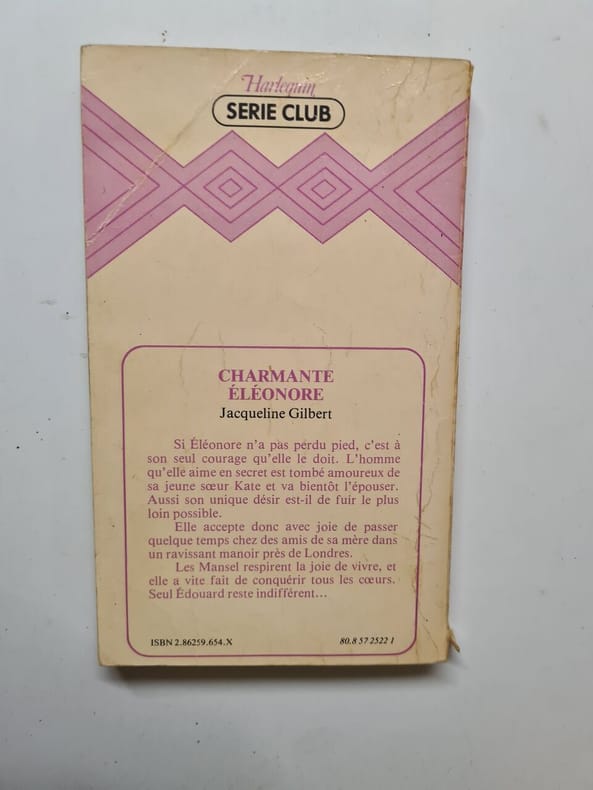 Harlequin
SERIE CLUB
CHARMANTE
ÉLÉONORE
Jacqueline Gilbert
Si Éléonore n'a pas perdu pied, c'est à
son seul courage qu'elle le doit. L'homme
qu'elle aime en secret est tombé amoureux de
sa jeune sœur Kate et va bientôt l'épouser.
Aussi son unique désir est-il de fuir le plus
loin possible.
Elle accepte donc avec joie de passer
quelque temps chez des amis de sa mère dans
un ravissant manoir près de Londres.
Les Mansel respirent la joie de vivre, et
elle a vite fait de conquérir tous les cœurs.
Seul Édouard reste indifférent...
ISBN 2.86259.654.X
80.8 57 2522 1